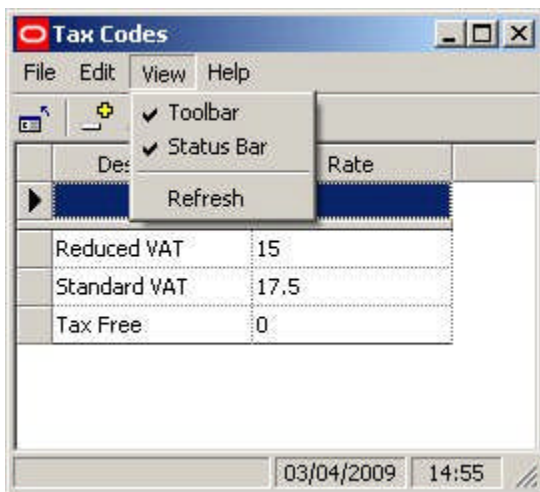 Tax Codes
File Edit View Help
Toolbar
Status Bar
Refresh
Rate
Reduced VAT 15
Standard VAT 17.5
Tax Free 0
03/04/2009 14:55